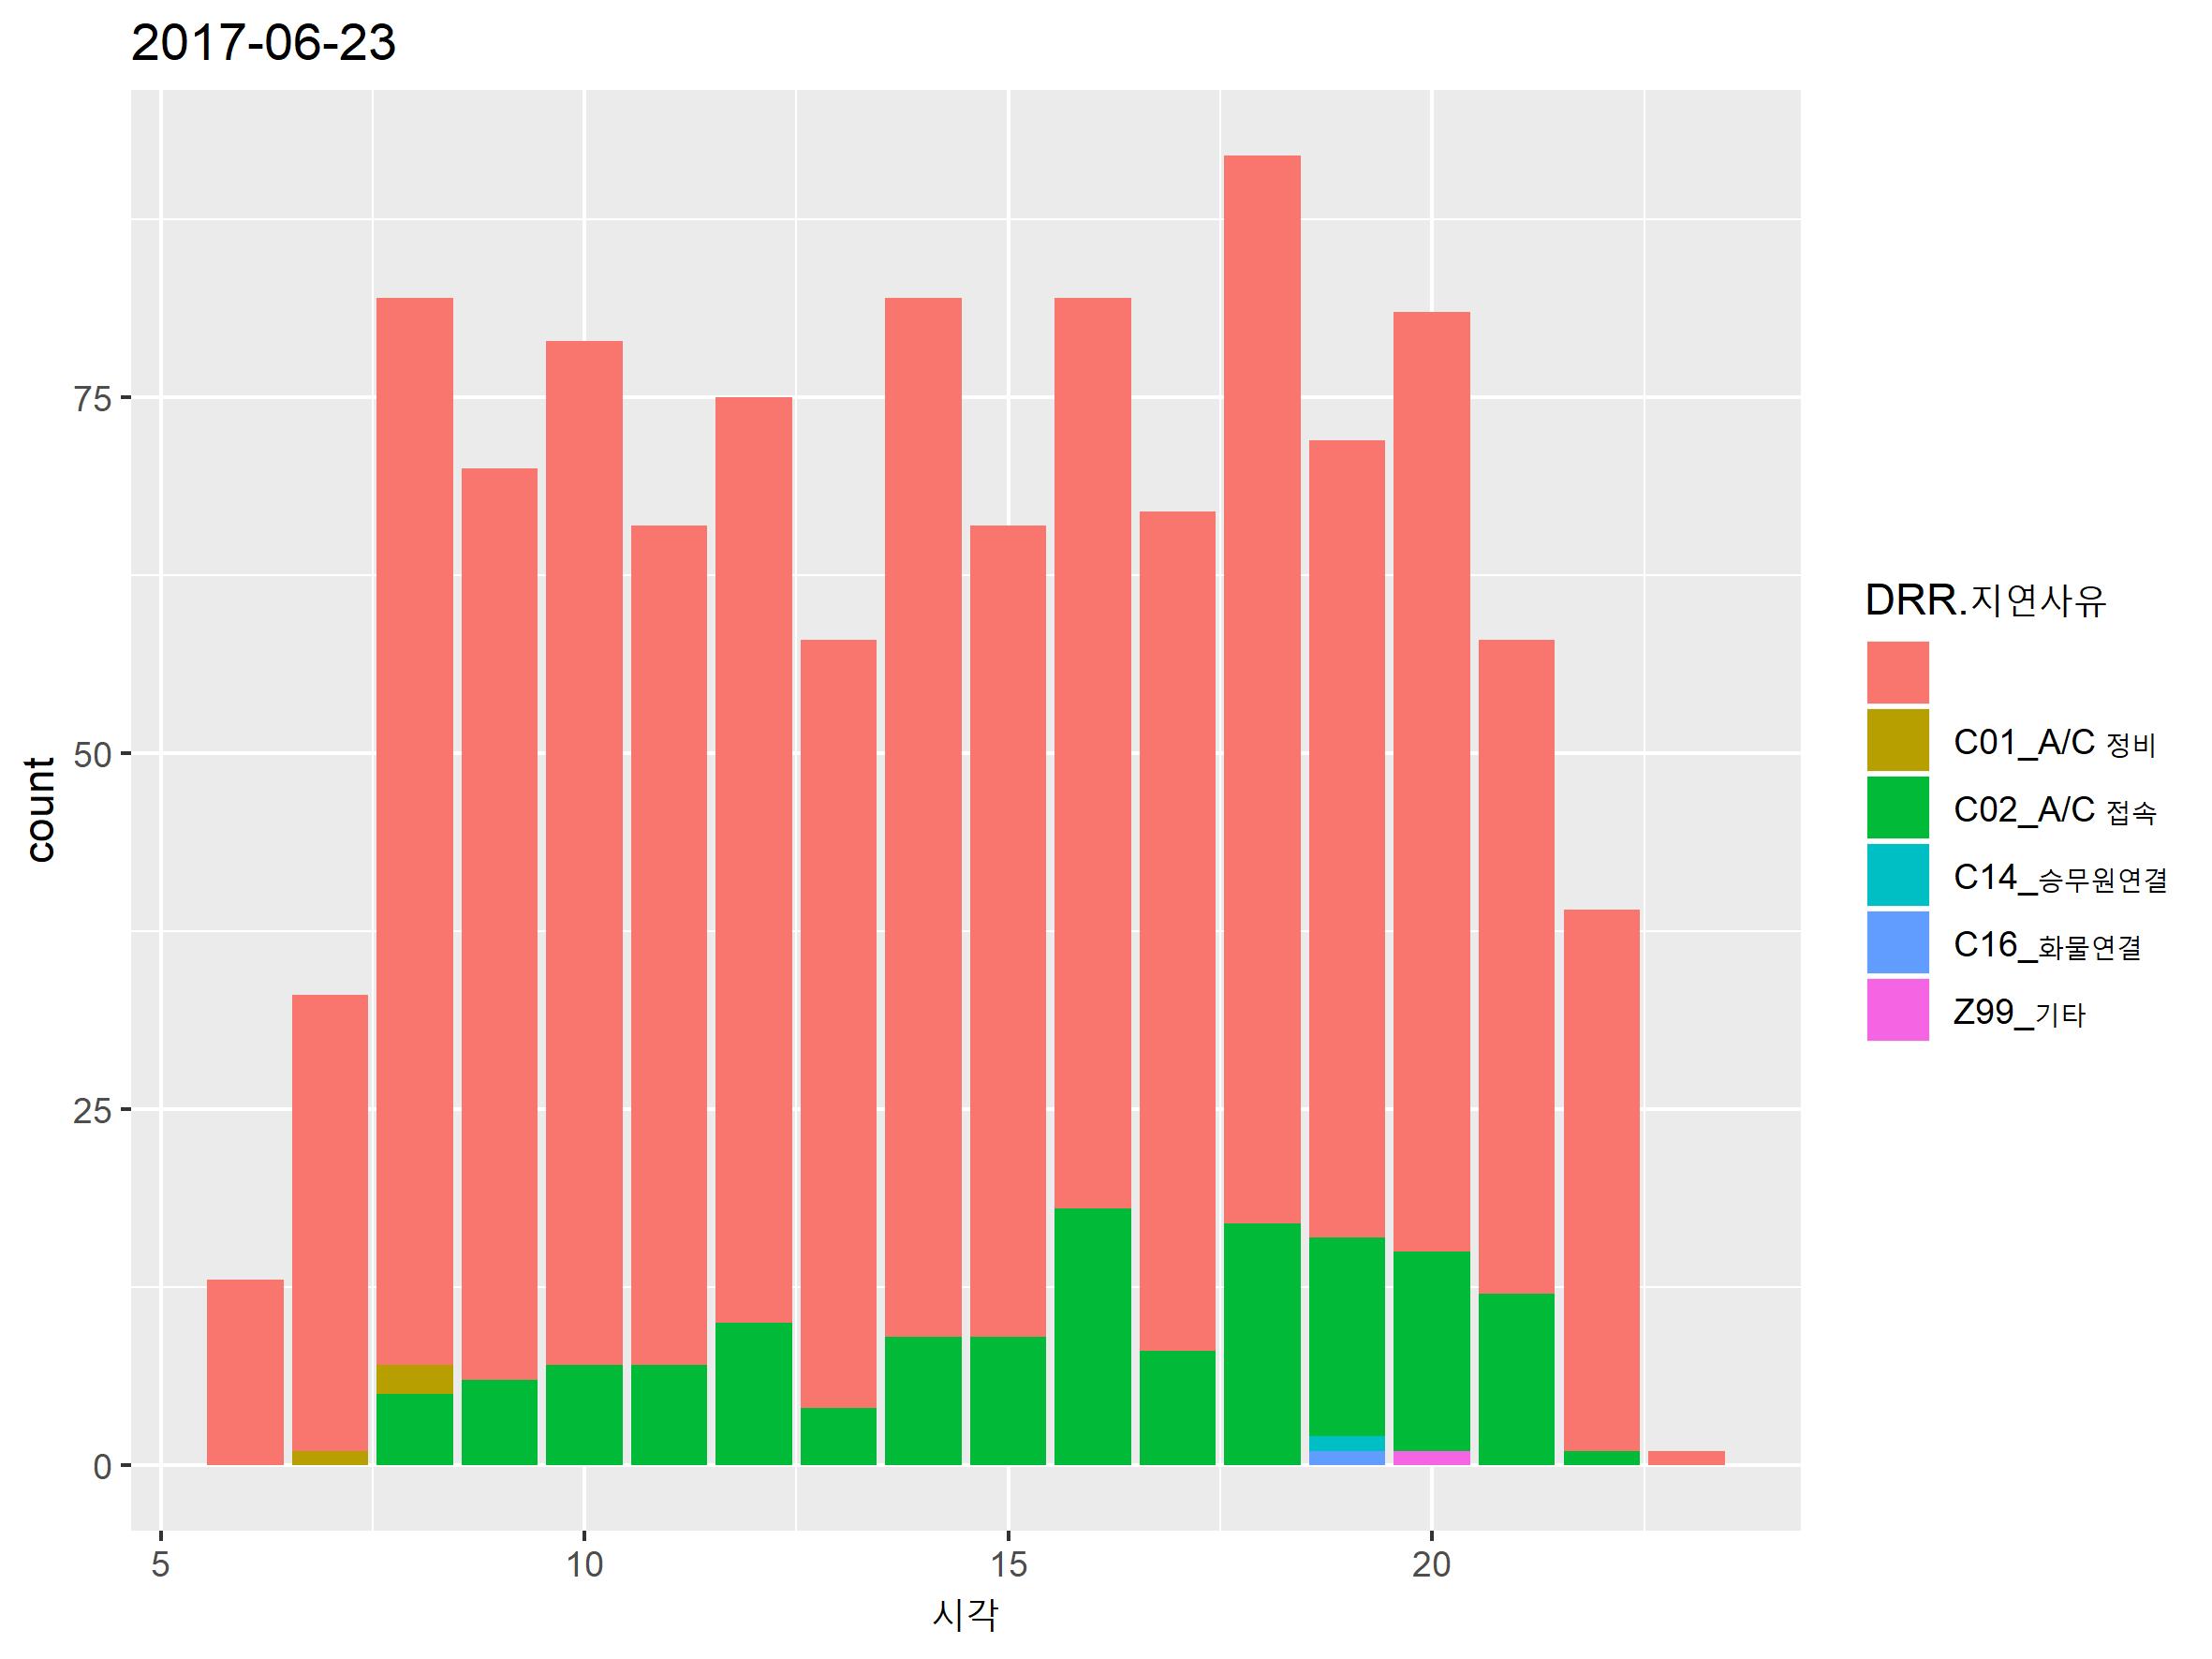 2017-06-23
75
50
25
0
count
5 10 15 20
시각
DRR.지연사유
C01_A/C 정비
C02_A/C 접속
C14_승무원연결
C16_화물연결
Z99_기타